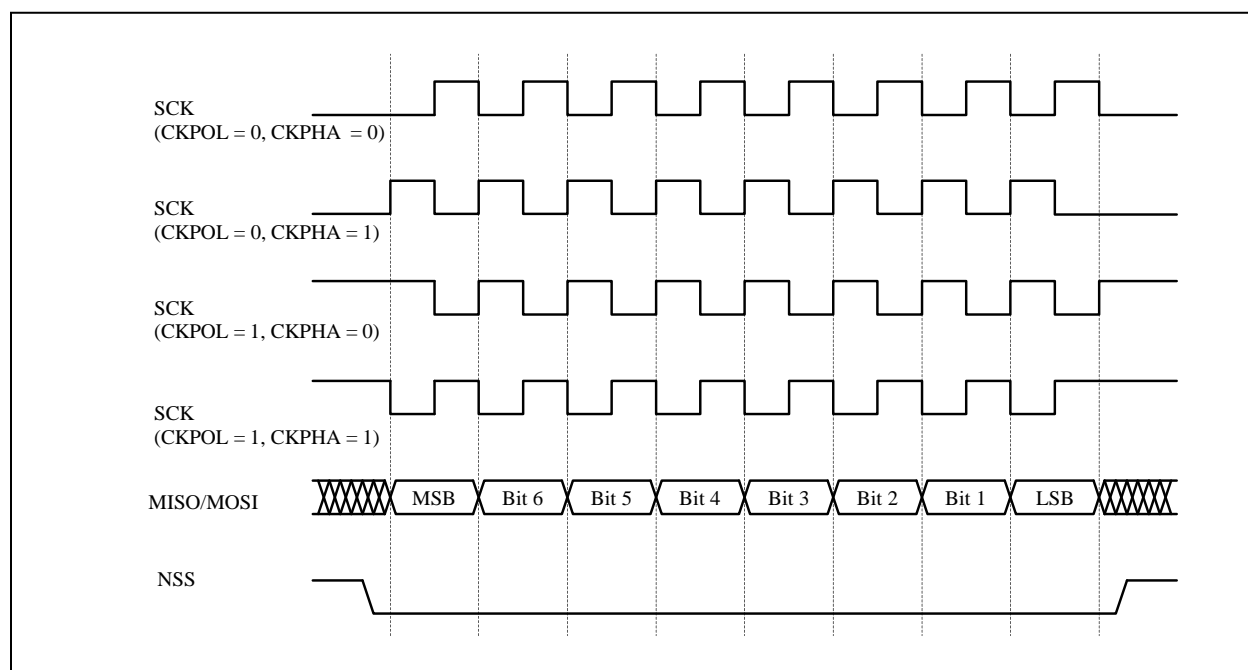 SCK
(CKPOL = 0, CKPHA = 0)
SCK
(CKPOL = 0, CKPHA = 1)
SCK
(CKPOL = 1, CKPHA = 0)
SCK
(CKPOL = 1, CKPHA = 1)
MISO/MOSI MSB Bit 6 Bit 5 Bit 4 Bit 3 Bit 2 Bit 1 LSB
NSS